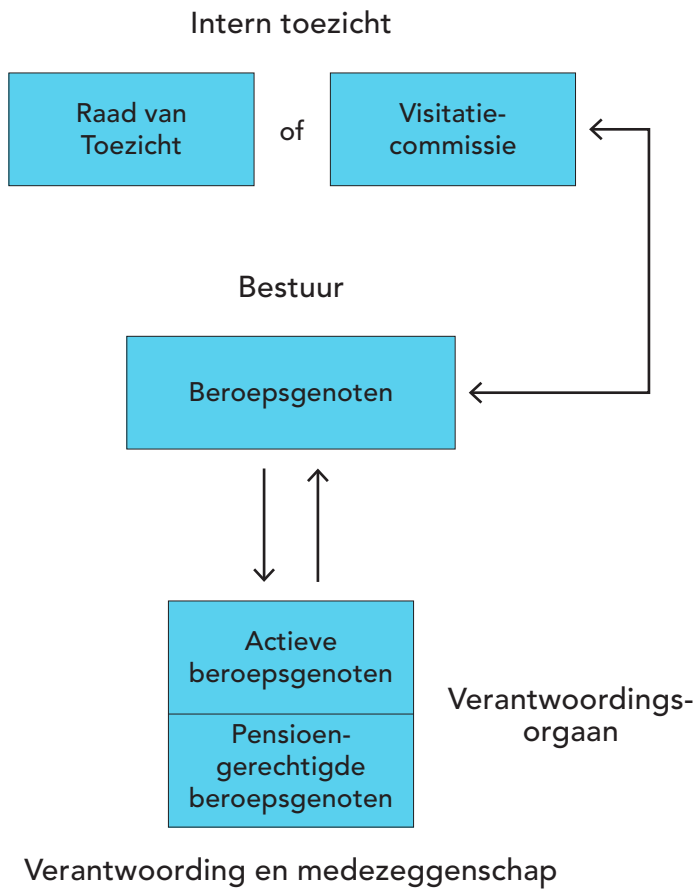 Intern toezicht
Raad van
Toezicht
of
Visitatie-
commissie
Bestuur
Beroepsgenoten
Actieve
beroepsgenoten
Pensioen-
gerechtigde
beroepsgenoten
Verantwoordings-
orgaan
Verantwoording en medezeggenschap